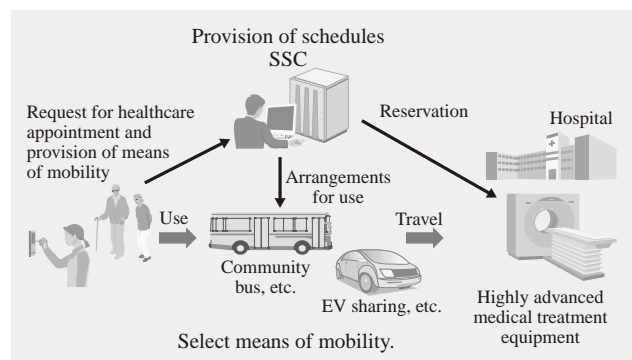 Provision of schedules
SSC
Request for healthcare
appointment and
provision of means
of mobility
Reservation
Hospital
Arrangements
for use
Use
Travel
Community
bus, etc.
EV sharing, etc.
Highly advanced
medical treatment
equipment
Select means of mobility.